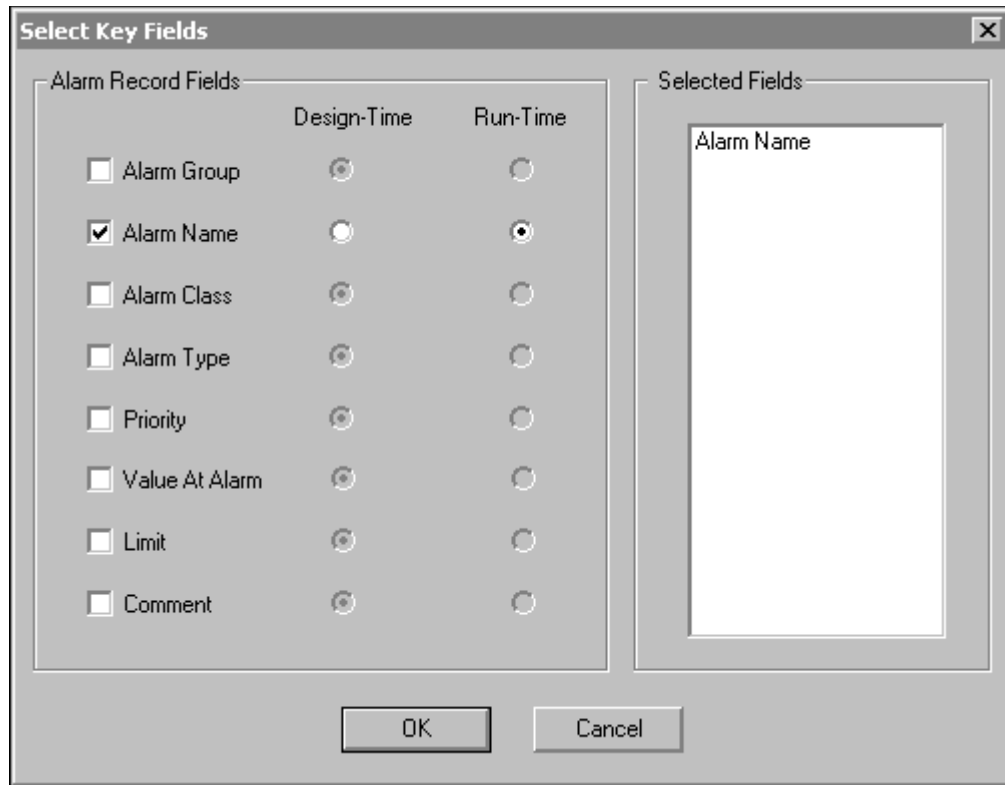 Select Key Fields
Alarm Record Fields
Design-Time Run-Time
Alarm Group
Alarm Name
Alarm Class
Alarm Type
Priority
Value At Alarm
Limit
Comment
Selected Fields
Alarm Name
OK Cancel